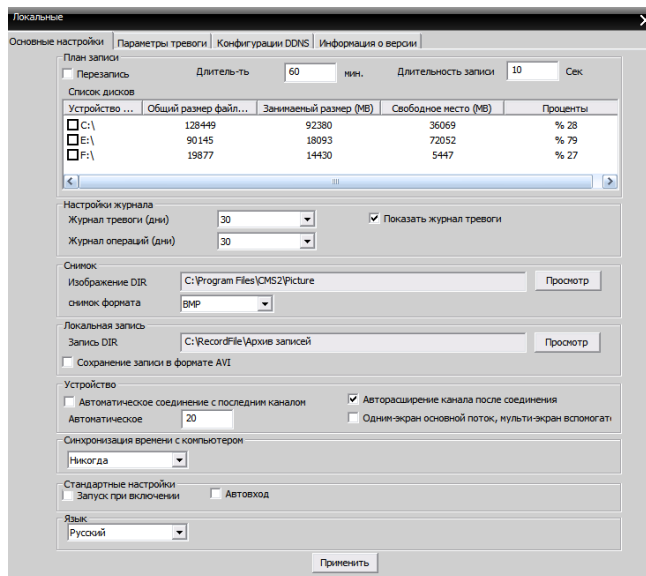 Локальные
Основные настройки Параметры тревоги Конфигурации DDNS Информация о версии
План записи
Перезапись Длитель-ть 60 мин. Длительность записи 10 Сек
Список дисков
Устройство ... Общий размер файл... Занимаемый размер (МВ) Свободное место (МВ) Проценты
C:\ 128449 92380 36069 % 28
E:\ 90145 18093 72052 % 79
F:\ 19877 14430 5447 % 27
Настройки журнала
Журнал тревоги (дни) 30 Показать журнал тревоги
Журнал операций (дни) 30
Снимок
Изображение DIR C:\Program Files\CMS2\Picture Просмотр
снимок формата BMP
Локальная запись
Запись DIR C:\RecordFile\Архив записей Просмотр
Сохранение записи в формате AVI
Устройство
Автоматическое соединение с последним каналом Авторасширение канала после соединения
Автоматическое 20 Одним-экран основной поток, мульти-экран вспомогат
Синхронизация времени с компьютером
Никогда
Стандартные настройки
Запуск при включении Автовход
Язык
Русский
Применить